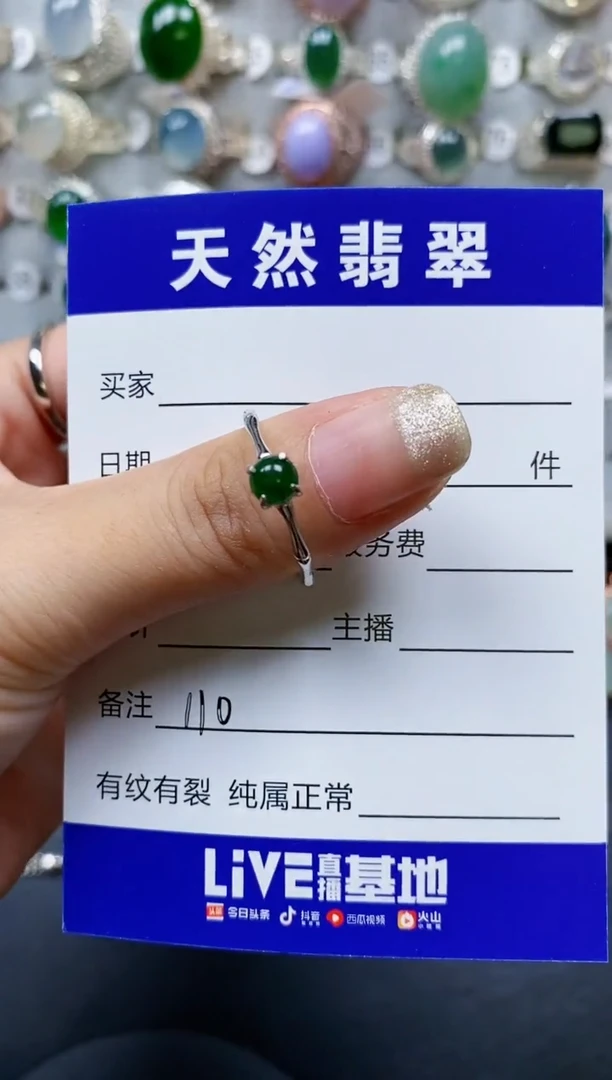 天然翡翠
买家
日期 件
务费
主播
备注 110
有纹有裂 纯属正常
LiVE直播基地
头条 今日头条 抖音 西瓜视频 火山